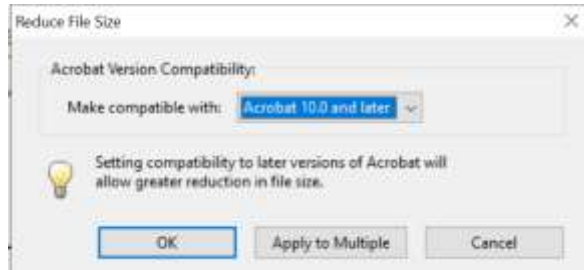 Reduce File Size
Acrobat Version Compatibility:
Make compatible with: Acrobat 10.0 and later
Setting compatibility to later versions of Acrobat will
allow greater reduction in file size.
OK Apply to Multiple Cancel